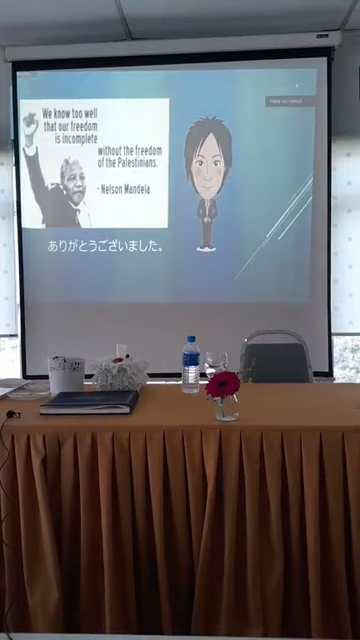 We know too well
that our freedom
is incomplete
without the freedom
of the Palestinians.
- Nelson Mandela
ありがとうございました。